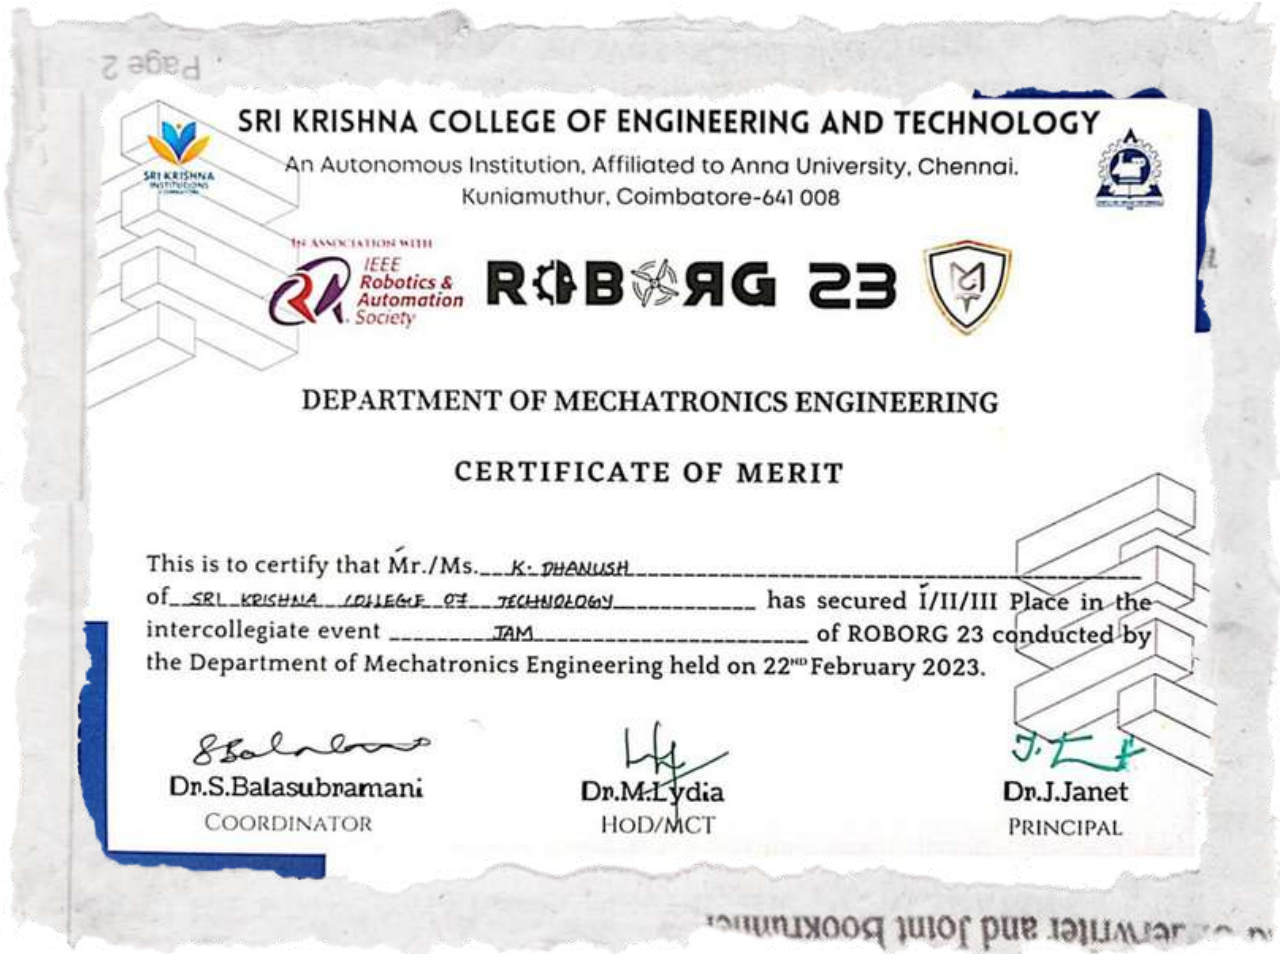 Page 2
SRI KRISHNA COLLEGE OF ENGINEERING AND TECHNOLOGY
An Autonomous Institution, Affiliated to Anna University, Chennai.
Kuniamuthur, Coimbatore-641 008
SRI KRISHNA
INSTITUTIONS
IN ASSOCIATION WITH
IEEE
Robotics &
Automation
Society
ROBORG 23
DEPARTMENT OF MECHATRONICS ENGINEERING
CERTIFICATE OF MERIT
This is to certify that Mr./Ms. K. DHANUSH
of SRI KRISHNA COLLEGE OF TECHNOLOGY has secured I/II/III Place in the
intercollegiate event JAM of ROBORG 23 conducted by
the Department of Mechatronics Engineering held on 22ND February 2023.
Dr.S.Balasubramani
COORDINATOR
Dr.M.Lydia
HOD/MCT
J.
Dr.J.Janet
PRINCIPAL
and Joint